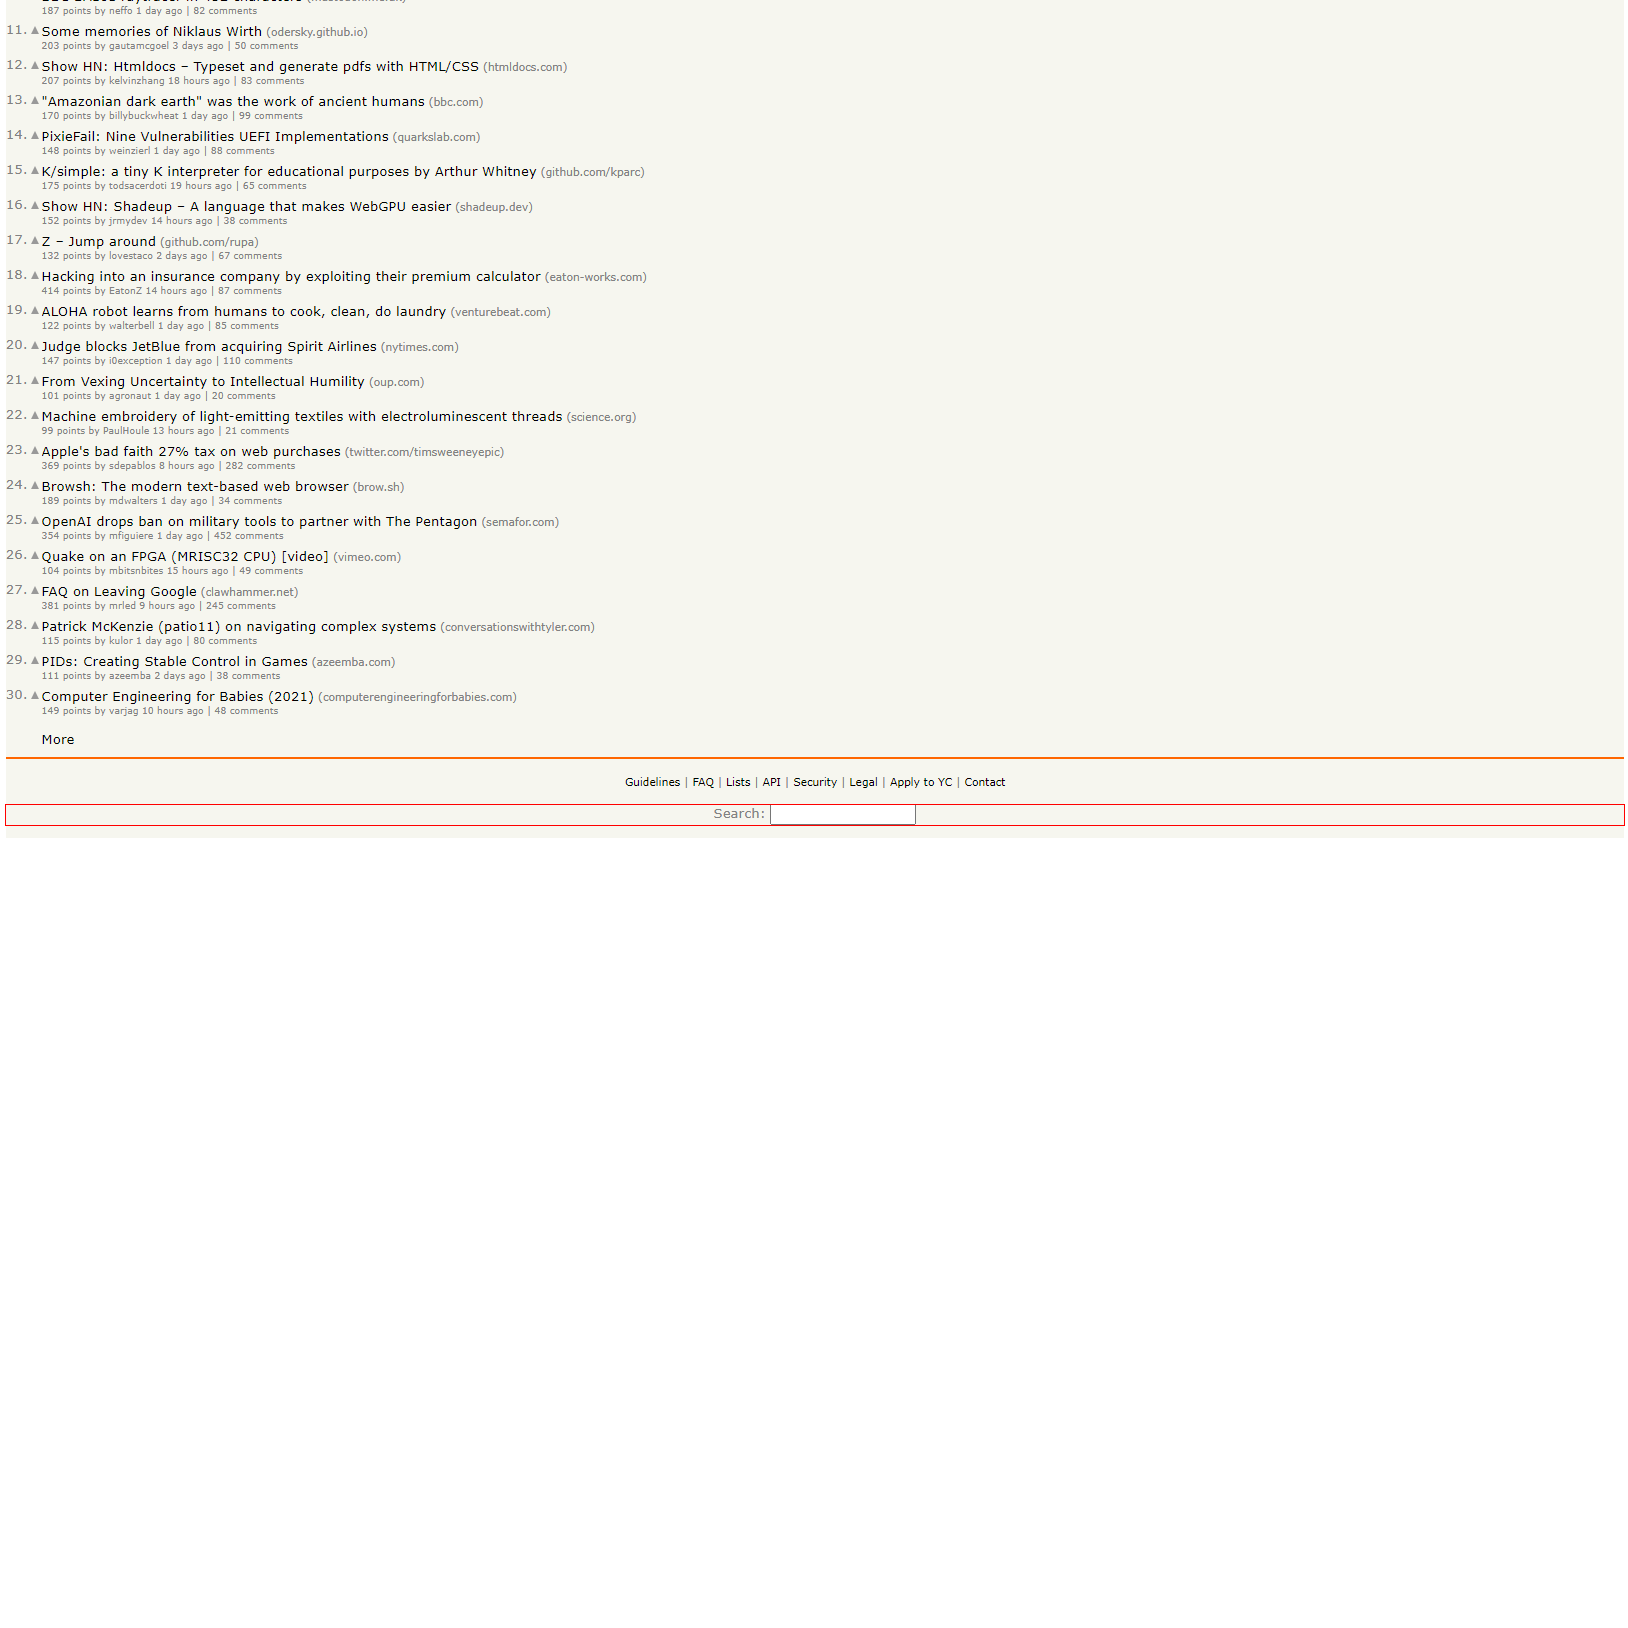 187 points by neffo 1 day ago | 82 comments
11. ▲ Some memories of Niklaus Wirth (odersky.github.io)
203 points by gautamcgoel 3 days ago | 50 comments
12. ▲ Show HN: Htmldocs – Typeset and generate pdfs with HTML/CSS (htmldocs.com)
207 points by kelvinzhang 18 hours ago | 83 comments
13. ▲ "Amazonian dark earth" was the work of ancient humans (bbc.com)
170 points by billybuckwheat 1 day ago | 99 comments
14. ▲ PixieFail: Nine Vulnerabilities UEFI Implementations (quarkslab.com)
148 points by weinzierl 1 day ago | 88 comments
15. ▲ K/simple: a tiny K interpreter for educational purposes by Arthur Whitney (github.com/kparc)
175 points by todsacerdoti 19 hours ago | 65 comments
16. ▲ Show HN: Shadeup – A language that makes WebGPU easier (shadeup.dev)
152 points by jrmydev 14 hours ago | 38 comments
17. ▲ Z – Jump around (github.com/rupa)
132 points by lovestaco 2 days ago | 67 comments
18. ▲ Hacking into an insurance company by exploiting their premium calculator (eaton-works.com)
414 points by EatonZ 14 hours ago | 87 comments
19. ▲ ALOHA robot learns from humans to cook, clean, do laundry (venturebeat.com)
122 points by walterbell 1 day ago | 85 comments
20. ▲ Judge blocks JetBlue from acquiring Spirit Airlines (nytimes.com)
147 points by i0exception 1 day ago | 110 comments
21. ▲ From Vexing Uncertainty to Intellectual Humility (oup.com)
101 points by agronaut 1 day ago | 20 comments
22. ▲ Machine embroidery of light-emitting textiles with electroluminescent threads (science.org)
99 points by PaulHoule 13 hours ago | 21 comments
23. ▲ Apple's bad faith 27% tax on web purchases (twitter.com/timsweeneyepic)
369 points by sdepablos 8 hours ago | 282 comments
24. ▲ Browsh: The modern text-based web browser (brow.sh)
189 points by mdwalters 1 day ago | 34 comments
25. ▲ OpenAI drops ban on military tools to partner with The Pentagon (semafor.com)
354 points by mfiguiere 1 day ago | 452 comments
26. ▲ Quake on an FPGA (MRISC32 CPU) [video] (vimeo.com)
104 points by mbitsnbites 15 hours ago | 49 comments
27. ▲ FAQ on Leaving Google (clawhammer.net)
381 points by mrled 9 hours ago | 245 comments
28. ▲ Patrick McKenzie (patio11) on navigating complex systems (conversationswithtyler.com)
115 points by kulor 1 day ago | 80 comments
29. ▲ PIDs: Creating Stable Control in Games (azeemba.com)
111 points by azeemba 2 days ago | 38 comments
30. ▲ Computer Engineering for Babies (2021) (computerengineeringforbabies.com)
149 points by varjag 10 hours ago | 48 comments
More
Guidelines | FAQ | Lists | API | Security | Legal | Apply to YC | Contact
Search: